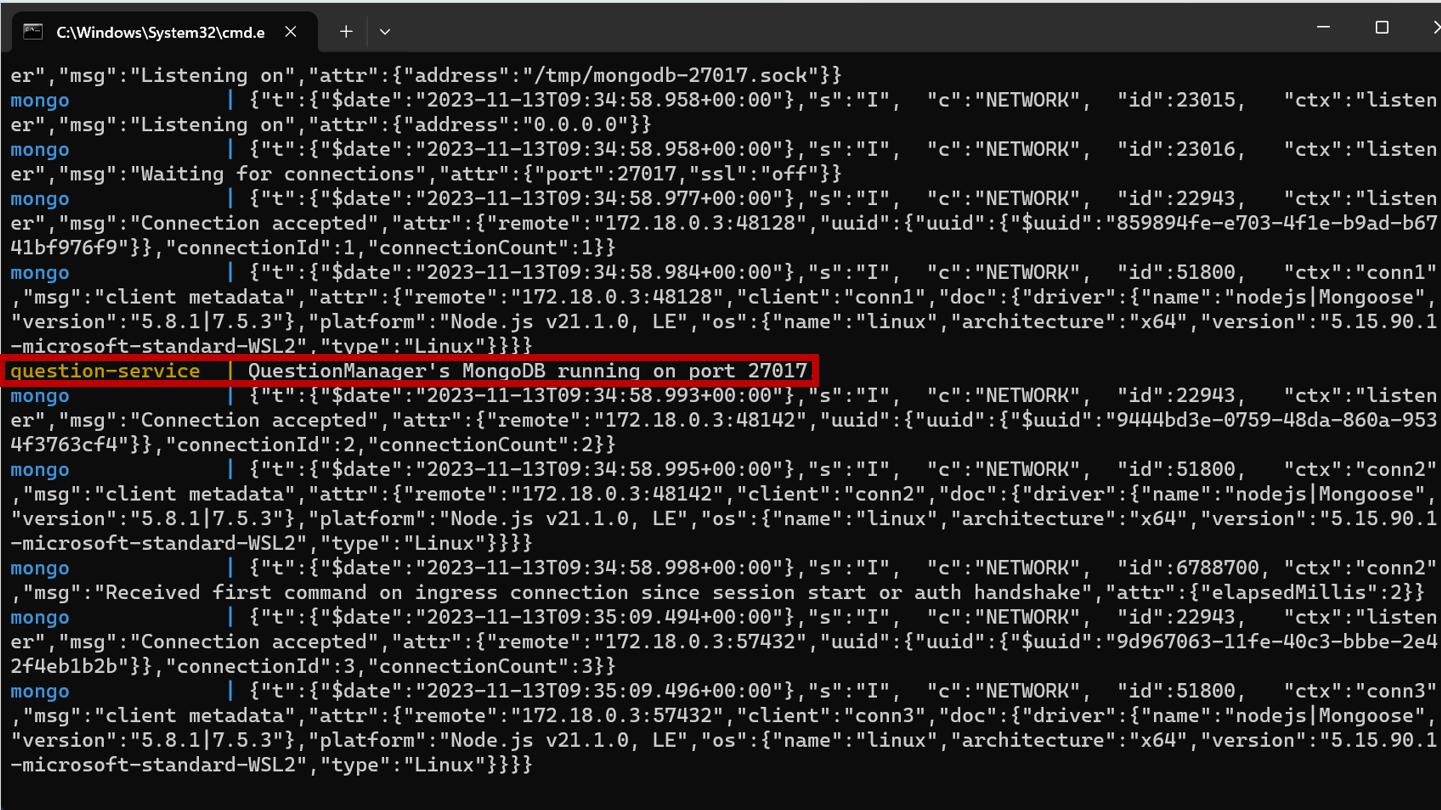 C:\Windows\System32\cmd.e
er","msg":"Listening on","attr":{"address":"/tmp/mongodb-27017.sock"}}
mongo | {"t":{"$date":"2023-11-13T09:34:58.958+00:00"},"s":"I", "c":"NETWORK", "id":23015, "ctx":"listen
er","msg":"Listening on","attr":{"address":"0.0.0.0"}}
mongo | {"t":{"$date":"2023-11-13T09:34:58.958+00:00"},"s":"I", "c":"NETWORK", "id":23016, "ctx":"listen
er","msg":"Waiting for connections","attr":{"port":27017,"ssl":"off"}}
mongo | {"t":{"$date":"2023-11-13T09:34:58.977+00:00"},"s":"I", "c":"NETWORK", "id":22943, "ctx":"listen
er","msg":"Connection accepted","attr":{"remote":"172.18.0.3:48128","uuid":{"uuid":{"$uuid":"859894fe-e703-4f1e-b9ad-b67
41bf976f9"}},"connectionId":1,"connectionCount":1}}
mongo | {"t":{"$date":"2023-11-13T09:34:58.984+00:00"},"s":"I", "c":"NETWORK", "id":51800, "ctx":"conn1"
,"msg":"client metadata","attr":{"remote":"172.18.0.3:48128","client":"conn1","doc":{"driver":{"name":"nodejs|Mongoose",
"version":"5.8.1|7.5.3"},"platform":"Node.js v21.1.0, LE","os":{"name":"linux","architecture":"x64","version":"5.15.90.1
-microsoft-standard-WSL2","type":"Linux"}}}}
question-service | QuestionManager's MongoDB running on port 27017
mongo | {"t":{"$date":"2023-11-13T09:34:58.993+00:00"},"s":"I", "c":"NETWORK", "id":22943, "ctx":"listen
er","msg":"Connection accepted","attr":{"remote":"172.18.0.3:48142","uuid":{"uuid":{"$uuid":"9444bd3e-0759-48da-860a-953
4f3763cf4"}},"connectionId":2,"connectionCount":2}}
mongo | {"t":{"$date":"2023-11-13T09:34:58.995+00:00"},"s":"I", "c":"NETWORK", "id":51800, "ctx":"conn2"
,"msg":"client metadata","attr":{"remote":"172.18.0.3:48142","client":"conn2","doc":{"driver":{"name":"nodejs|Mongoose",
"version":"5.8.1|7.5.3"},"platform":"Node.js v21.1.0, LE","os":{"name":"linux","architecture":"x64","version":"5.15.90.1
-microsoft-standard-WSL2","type":"Linux"}}}}
mongo | {"t":{"$date":"2023-11-13T09:34:58.998+00:00"},"s":"I", "c":"NETWORK", "id":6788700, "ctx":"conn2"
,"msg":"Received first command on ingress connection since session start or auth handshake","attr":{"elapsedMillis":2}}
mongo | {"t":{"$date":"2023-11-13T09:35:09.494+00:00"},"s":"I", "c":"NETWORK", "id":22943, "ctx":"listen
er","msg":"Connection accepted","attr":{"remote":"172.18.0.3:57432","uuid":{"uuid":{"$uuid":"9d967063-11fe-40c3-bbbe-2e4
2f4eb1b2b"}},"connectionId":3,"connectionCount":3}}
mongo | {"t":{"$date":"2023-11-13T09:35:09.496+00:00"},"s":"I", "c":"NETWORK", "id":51800, "ctx":"conn3"
,"msg":"client metadata","attr":{"remote":"172.18.0.3:57432","client":"conn3","doc":{"driver":{"name":"nodejs|Mongoose",
"version":"5.8.1|7.5.3"},"platform":"Node.js v21.1.0, LE","os":{"name":"linux","architecture":"x64","version":"5.15.90.1
-microsoft-standard-WSL2","type":"Linux"}}}}